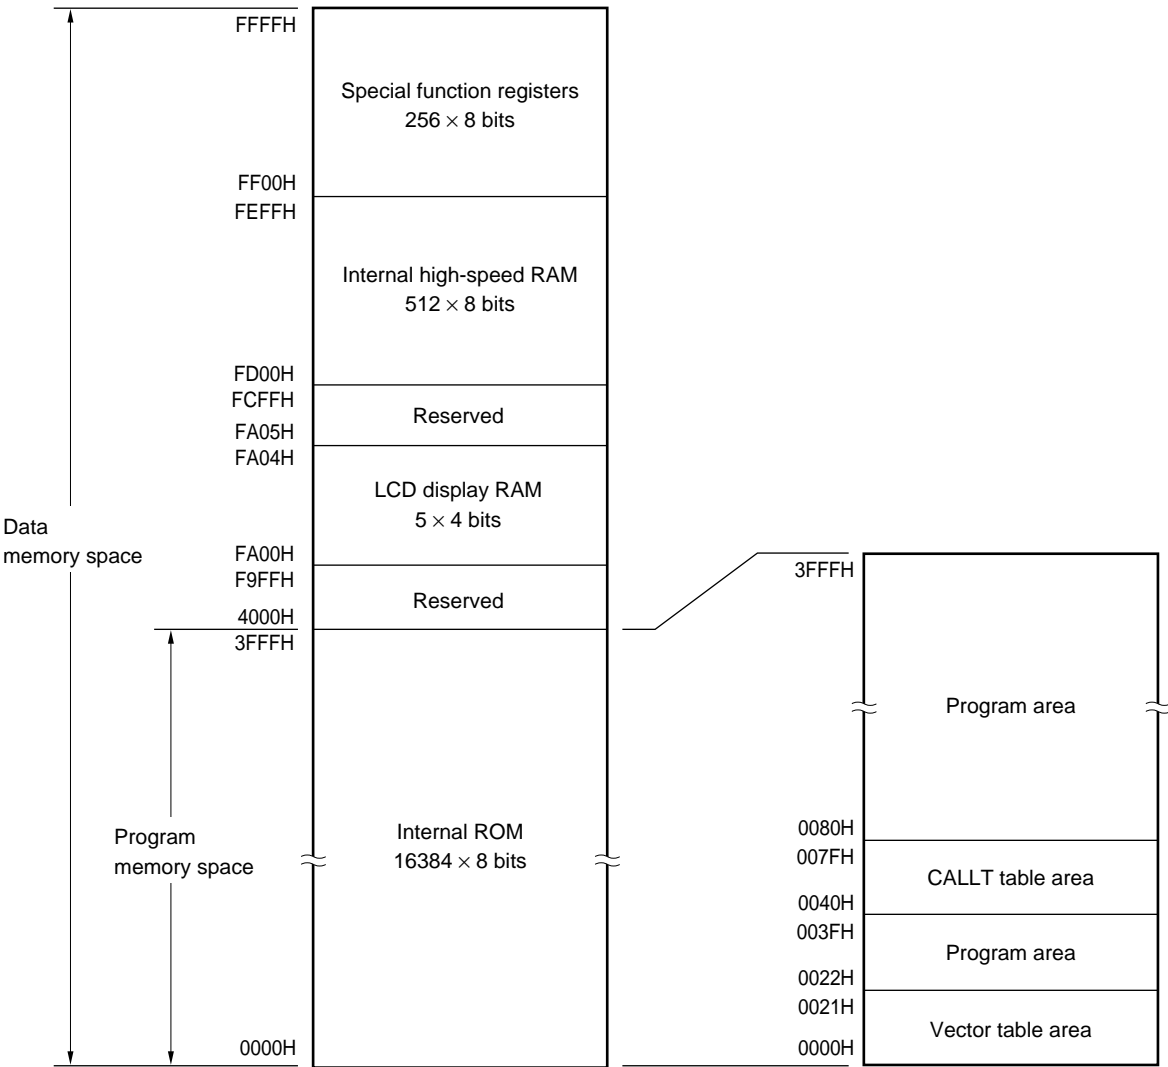 FFFFH
Special function registers
256 × 8 bits
FF00H
FEFFH
Internal high-speed RAM
512 × 8 bits
FD00H
FCFFH
Reserved
FA05H
FA04H
LCD display RAM
5 × 4 bits
Data
memory space
FA00H
F9FFH
Reserved
4000H
3FFFH
Program
memory space
Internal ROM
16384 × 8 bits
0000H
3FFFH
Program area
0080H
007FH
CALLT table area
0040H
003FH
Program area
0022H
0021H
Vector table area
0000H